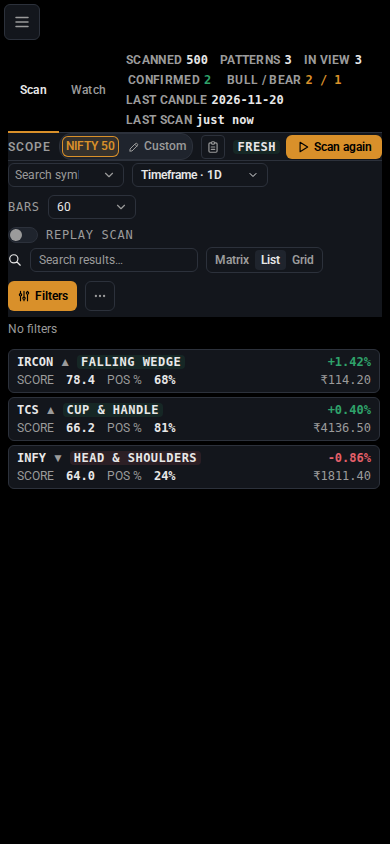 SCANNED 500 PATTERNS 3 IN VIEW 3
CONFIRMED 2 BULL / BEAR 2 / 1
Scan Watch
LAST CANDLE 2026-11-20
LAST SCAN just now
SCOPE NIFTY 50 Custom FRESH Scan again
Search sym Timeframe · 1D
BARS 60
REPLAY SCAN
Search results... Matrix List Grid
Filters ...
No filters
IRCON ▲ FALLING WEDGE +1.42%
SCORE 78.4 POS % 68% ₹114.20
TCS ▲ CUP & HANDLE +0.40%
SCORE 66.2 POS % 81% ₹4136.50
INFY ▼ HEAD & SHOULDERS -0.86%
SCORE 64.0 POS % 24% ₹1811.40